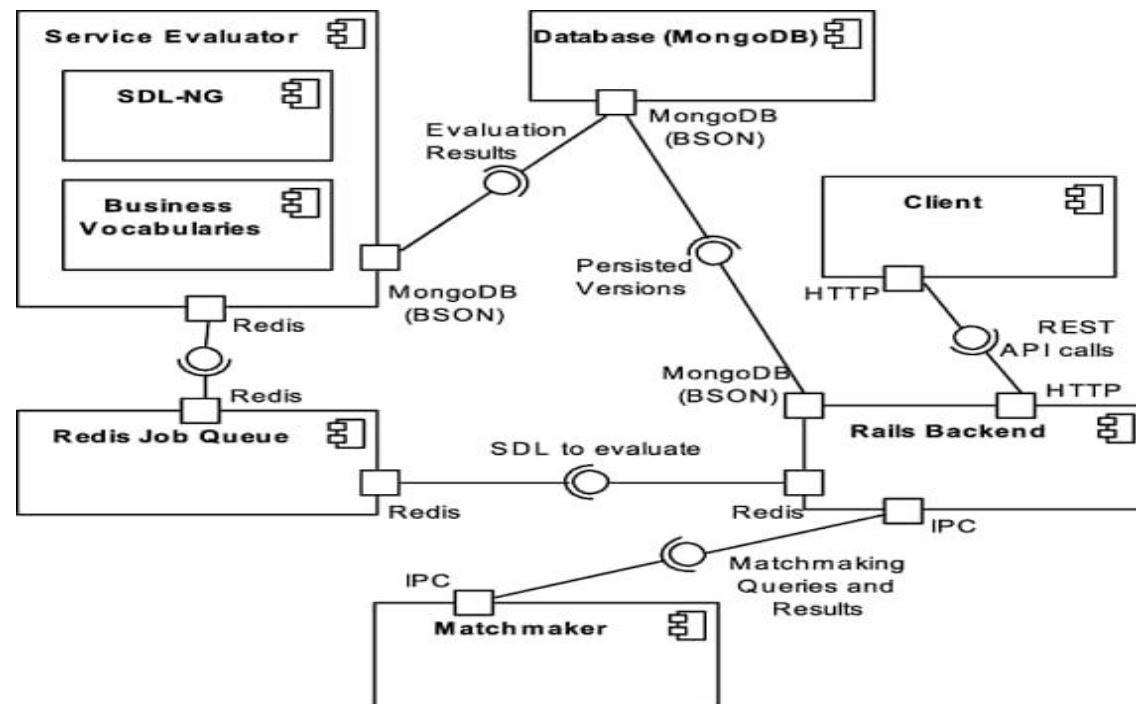 Service Evaluator
SDL-NG
Business
Vocabularies
Database (MongoDB)
MongoDB
(BSON)
Evaluation
Results
MongoDB
(BSON)
Persisted
Versions
Client
HTTP
REST
API calls
HTTP
Redis
Redis
Redis Job Queue
Redis
SDL to evaluate
MongoDB
(BSON)
Rails Backend
Redis
IPC
Matchmaking
Queries and
Results
IPC
Matchmaker